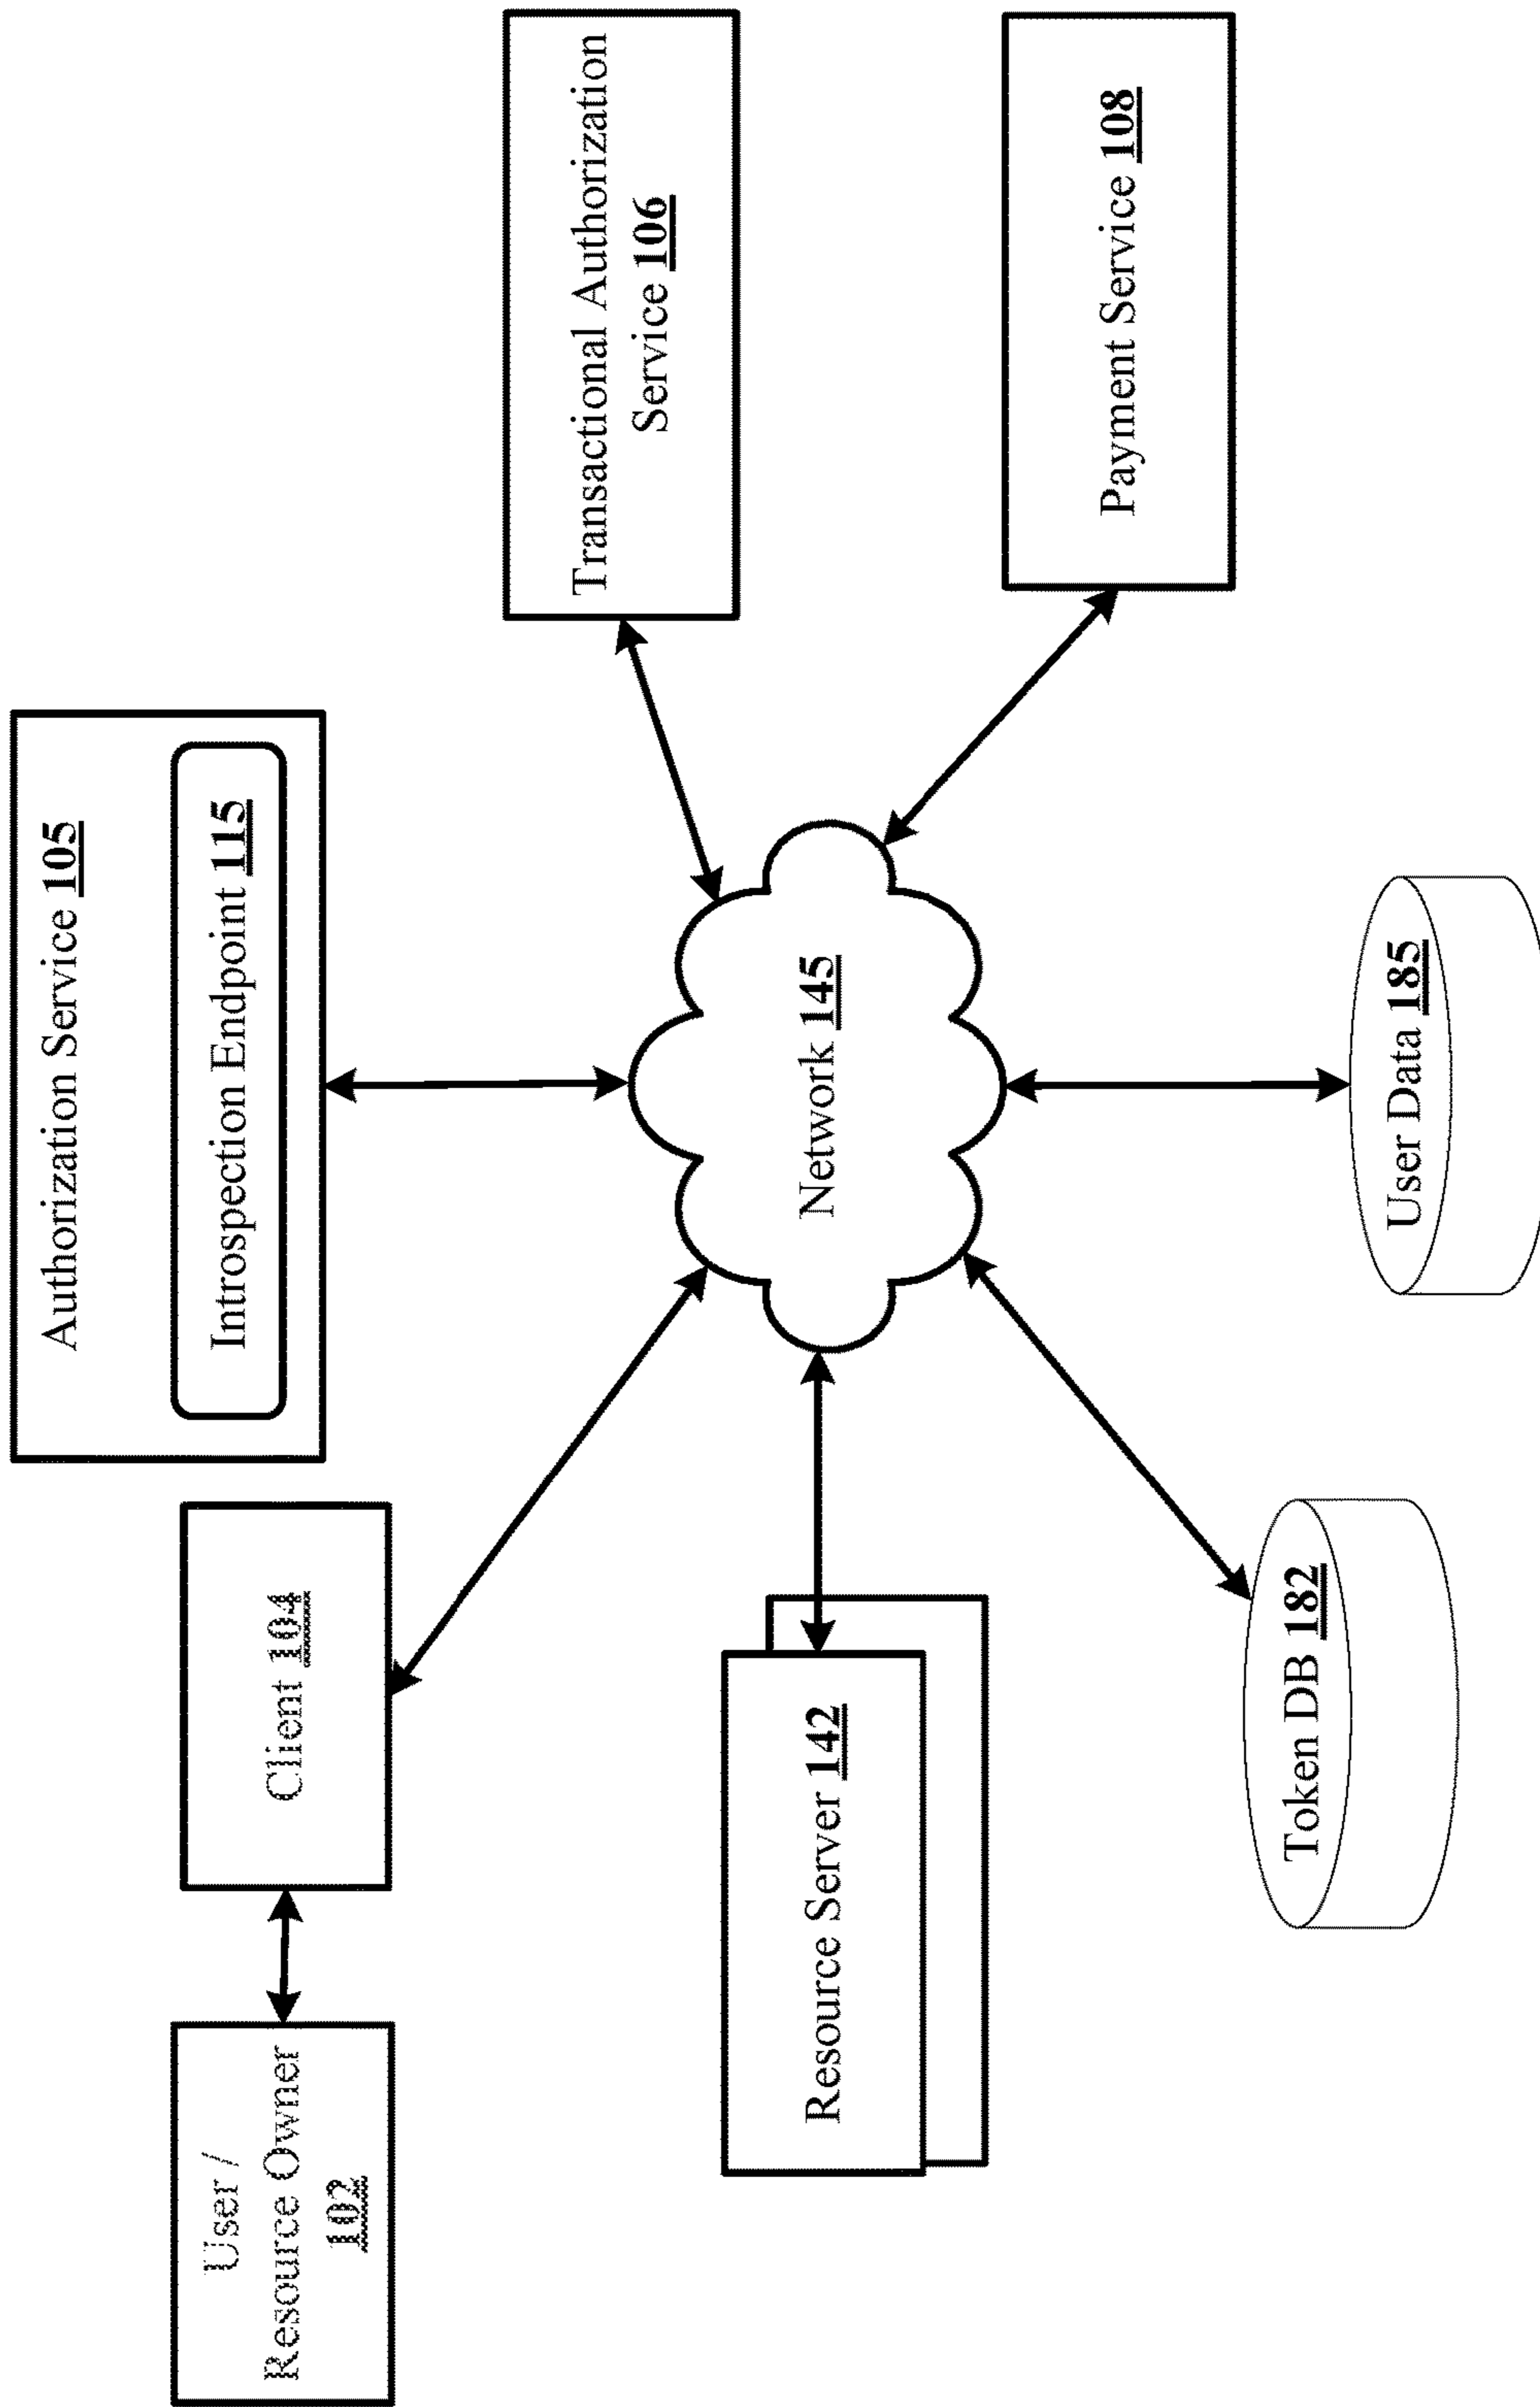 User /
Resource Owner
102
Client 104
Authorization Service 105
Introspection Endpoint 115
Transactional Authorization
Service 106
Resource Server 142
Network 145
Payment Service 108
Token DB 182
User Data 185